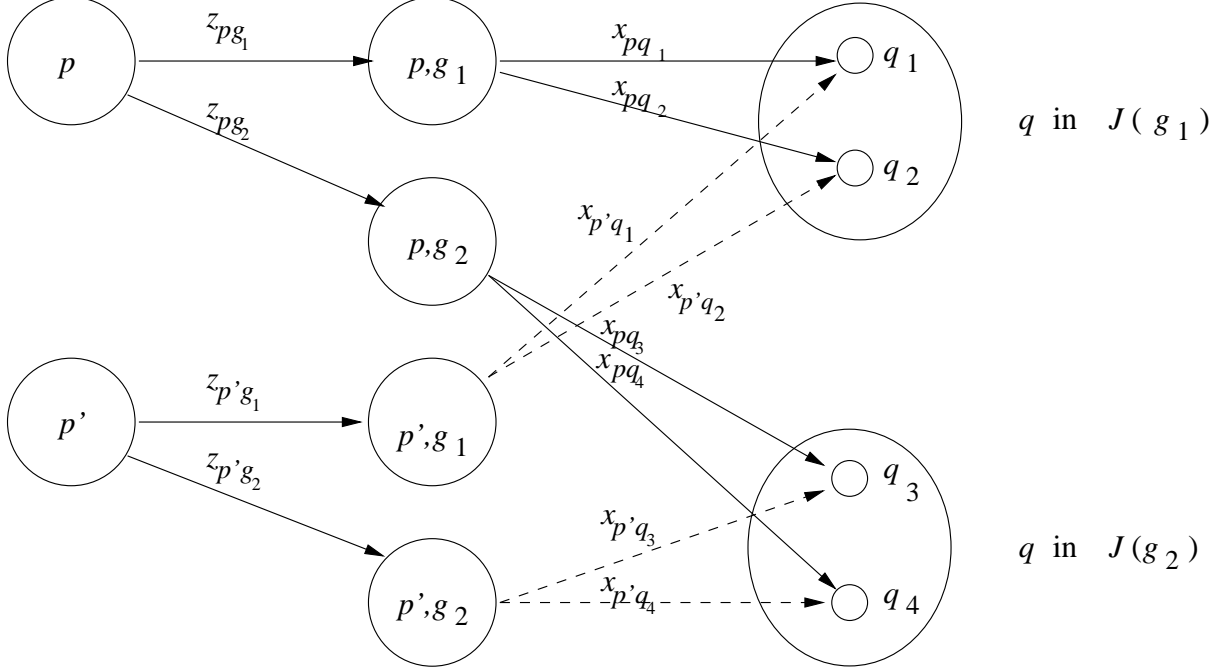 z_{pg_1}
x_{pq_1}
p
p,g_1
q_1
x_{pq_2}
z_{pg_2}
q in J(g_1)
q_2
x_{p'q_1}
p,g_2
x_{p'q_2}
x_{pq_3}
x_{pq_4}
z_{p'g_1}
p'
p',g_1
z_{p'g_2}
q_3
x_{p'q_3}
q in J(g_2)
x_{p'q_4}
p',g_2
q_4